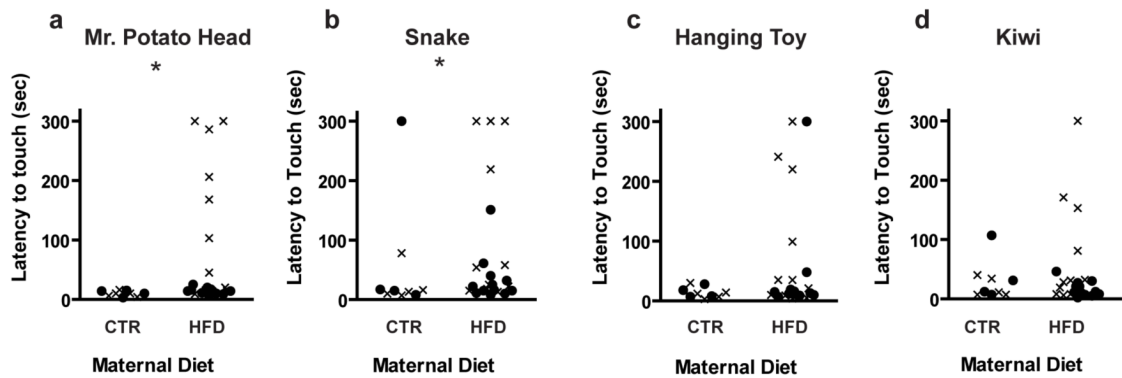 a
Mr. Potato Head
*
Latency to touch (sec)
300
200
100
0
CTR HFD
Maternal Diet
b
Snake
*
Latency to Touch (sec)
300
200
100
0
CTR HFD
Maternal Diet
c
Hanging Toy
Latency to Touch (sec)
300
200
100
0
CTR HFD
Maternal Diet
d
Kiwi
Latency to Touch (sec)
300
200
100
0
CTR HFD
Maternal Diet